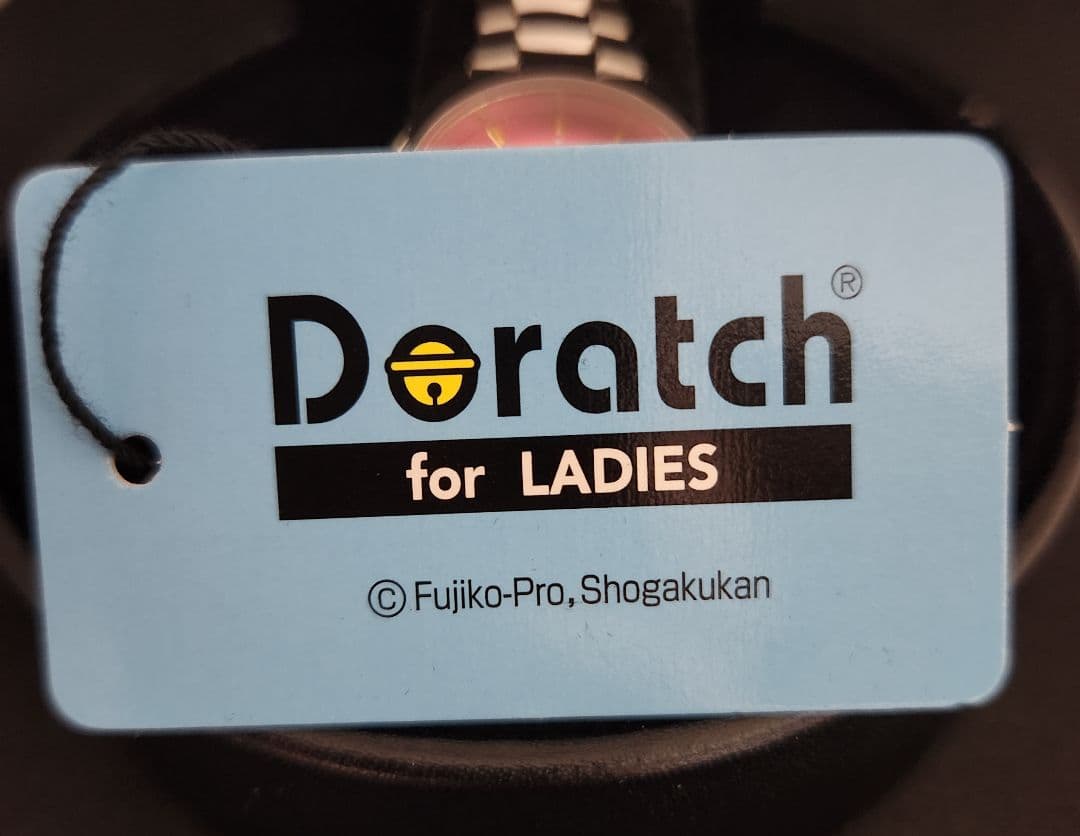 Doratch®
for LADIES
©Fujiko-Pro, Shogakukan